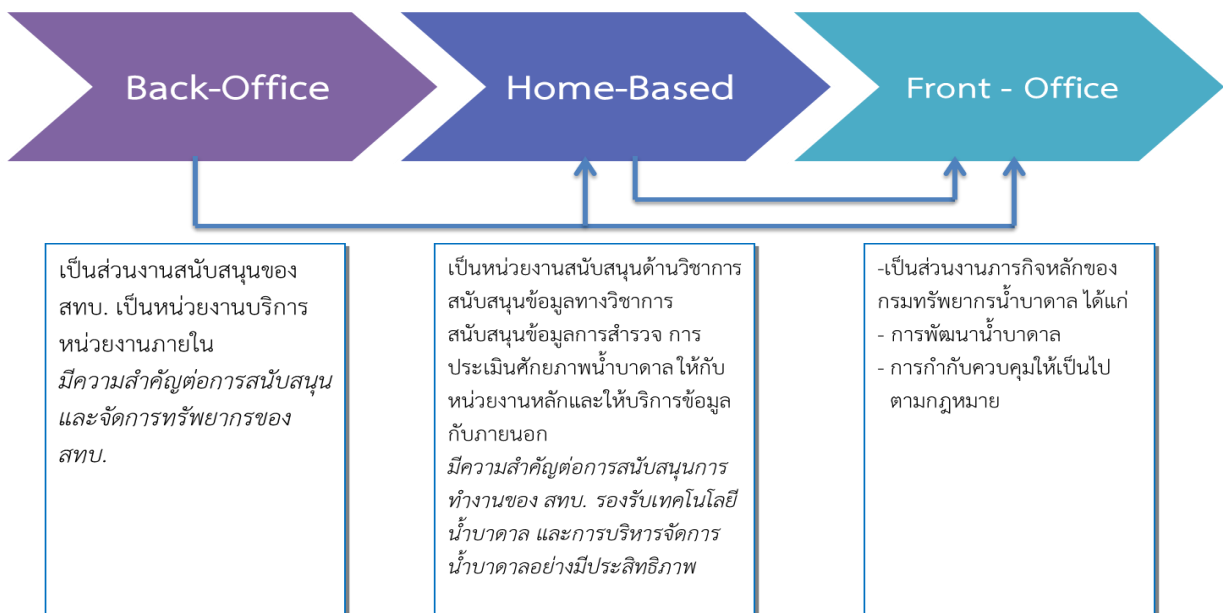 Back-Office
Home-Based
Front - Office
เป็นส่วนงานสนับสนุนของ
สทบ. เป็นหน่วยงานบริการ
หน่วยงานภายใน
มีความสำคัญต่อการสนับสนุน
และจัดการทรัพยากรของ
สทบ.
เป็นหน่วยงานสนับสนุนด้านวิชาการ
สนับสนุนข้อมูลทางวิชาการ
สนับสนุนข้อมูลการสำรวจ การ
ประเมินศักยภาพน้ำบาดาล ให้กับ
หน่วยงานหลักและให้บริการข้อมูล
กับภายนอก
มีความสำคัญต่อการสนับสนุนการ
ทำงานของ สทบ. รองรับเทคโนโลยี
น้ำบาดาล และการบริหารจัดการ
น้ำบาดาลอย่างมีประสิทธิภาพ
-เป็นส่วนงานภารกิจหลักของ
กรมทรัพยากรน้ำบาดาล ได้แก่
- การพัฒนาน้ำบาดาล
- การกำกับควบคุมให้เป็นไป
ตามกฎหมาย